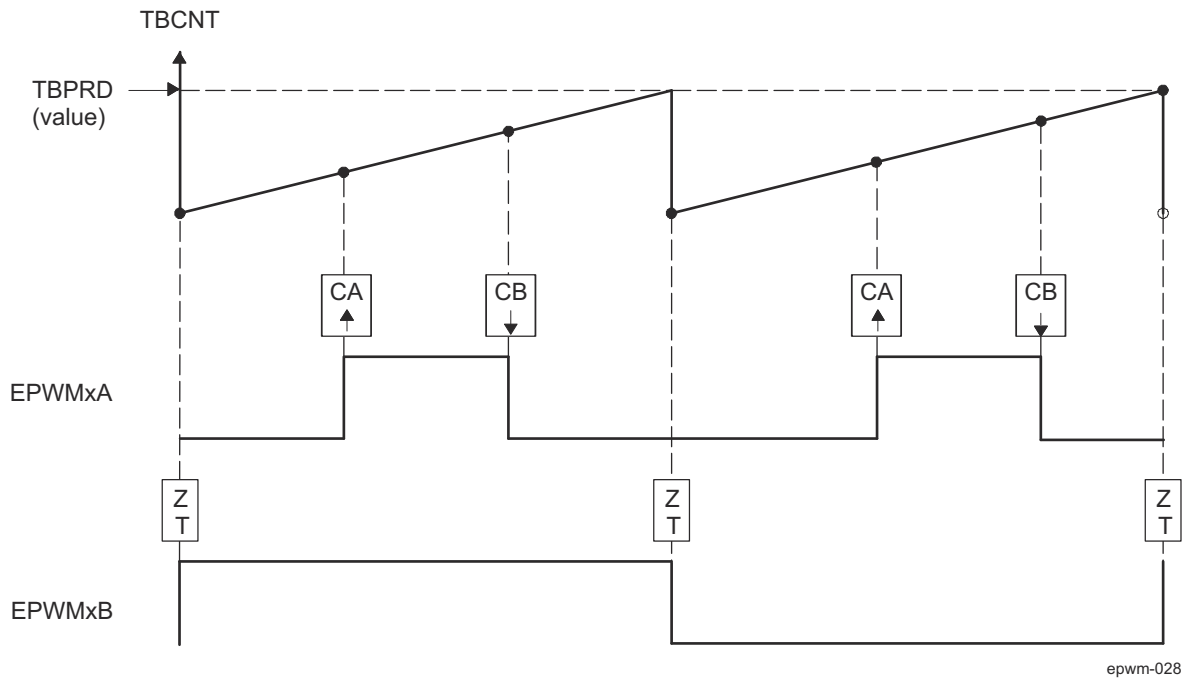 TBCNT
TBPRD
(value)
CA
CB
CA
CB
EPWMxA
Z
T
Z
T
Z
T
EPWMxB
epwm-028